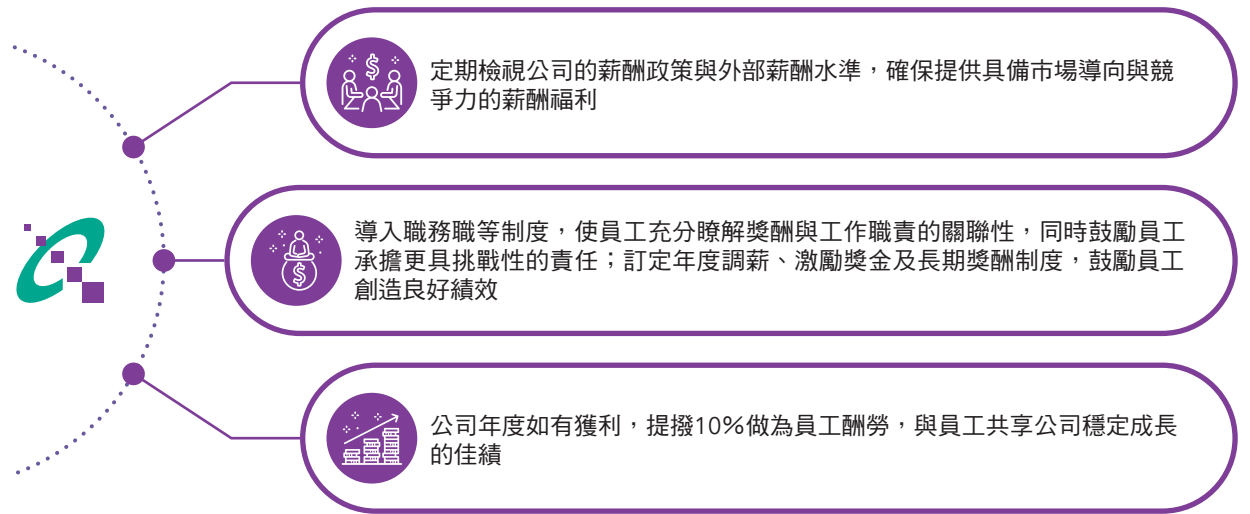 定期檢視公司的薪酬政策與外部薪酬水準，確保提供具備市場導向與競
爭力的薪酬福利
導入職務職等制度，使員工充分瞭解獎酬與工作職責的關聯性，同時鼓勵員工
承擔更具挑戰性的責任；訂定年度調薪、激勵獎金及長期獎酬制度，鼓勵員工
創造良好績效
公司年度如有獲利，提撥10%做為員工酬勞，與員工共享公司穩定成長
的佳績